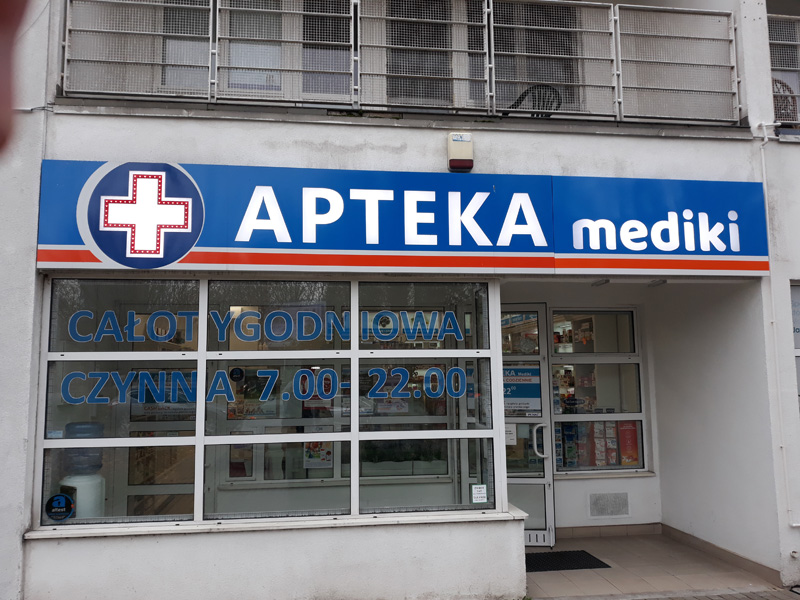 APTEKA mediki
CAŁOTYGODNIOWA
CZYNNA 7.00-22.00